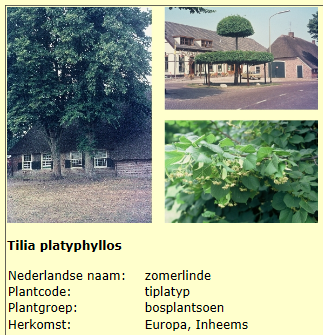 Tilia platyphyllos
Nederlandse naam: zomerlinde
Plantcode: tiplatyp
Plantgroep: bosplantsoen
Herkomst: Europa, Inheems